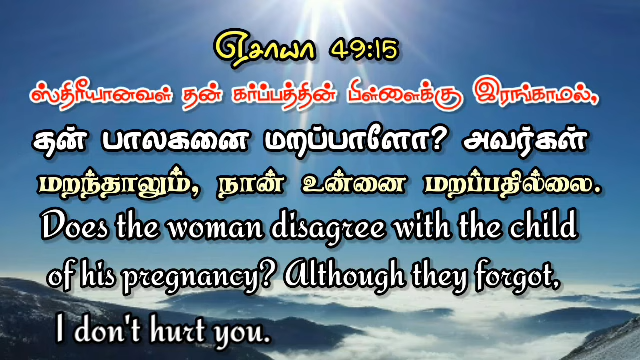 ஏசாயா 49:15
ஸ்திரீயானவள் தன் கர்ப்பத்தின் பிள்ளைக்கு இரங்காமல்,
தன் பாலகனை மறப்பாளோ? அவர்கள்
மறந்தாலும், நான் உன்னை மறப்பதில்லை.
Does the woman disagree with the child
of his pregnancy? Although they forgot,
I don't hurt you.